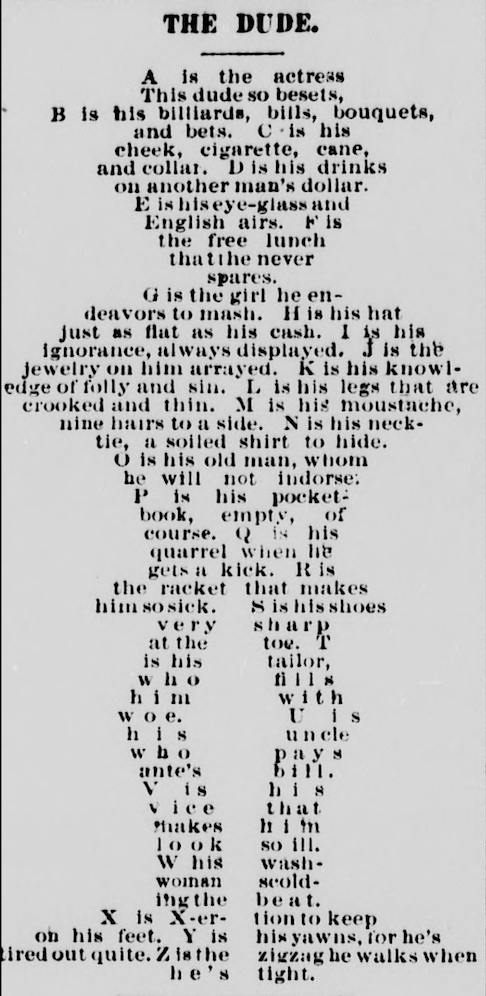 THE DUDE.
A is the actress
This dude so besets,
B is his billiards, bills, bouquets,
and bets. C is his
cheek, cigarette, cane,
and collar. D is his drinks
on another man's dollar.
E is his eye-glass and
English airs. F is
the free lunch
that the never
spares.
G is the girl he en-
deavors to mash. H is his hat
just as flat as his cash. I is his
ignorance, always displayed. J is the
jewelry on him arrayed. K is his knowl-
edge of folly and sin. L is his legs that are
crooked and thin. M is his moustache,
nine hairs to a side. N is his neck-
tie, a soiled shirt to hide.
O is his old man, whom
he will not indorse.
P is his pocket-
book, empty, of
course. Q is his
quarrel when he
gets a kick. R is
the racket that makes
him so sick. S is his shoes
very sharp
at the toe. T
is his tailor,
who fills
him with
woe. U is
his uncle
who pays
ante's bill.
V is his
vice that
makes him
look so ill.
W his wash-
woman scold-
ing the beat.
X is X-er- tion to keep
on his feet. Y is his yawns, for he's
tired out quite. Z is the zigzag he walks when
he's tight.